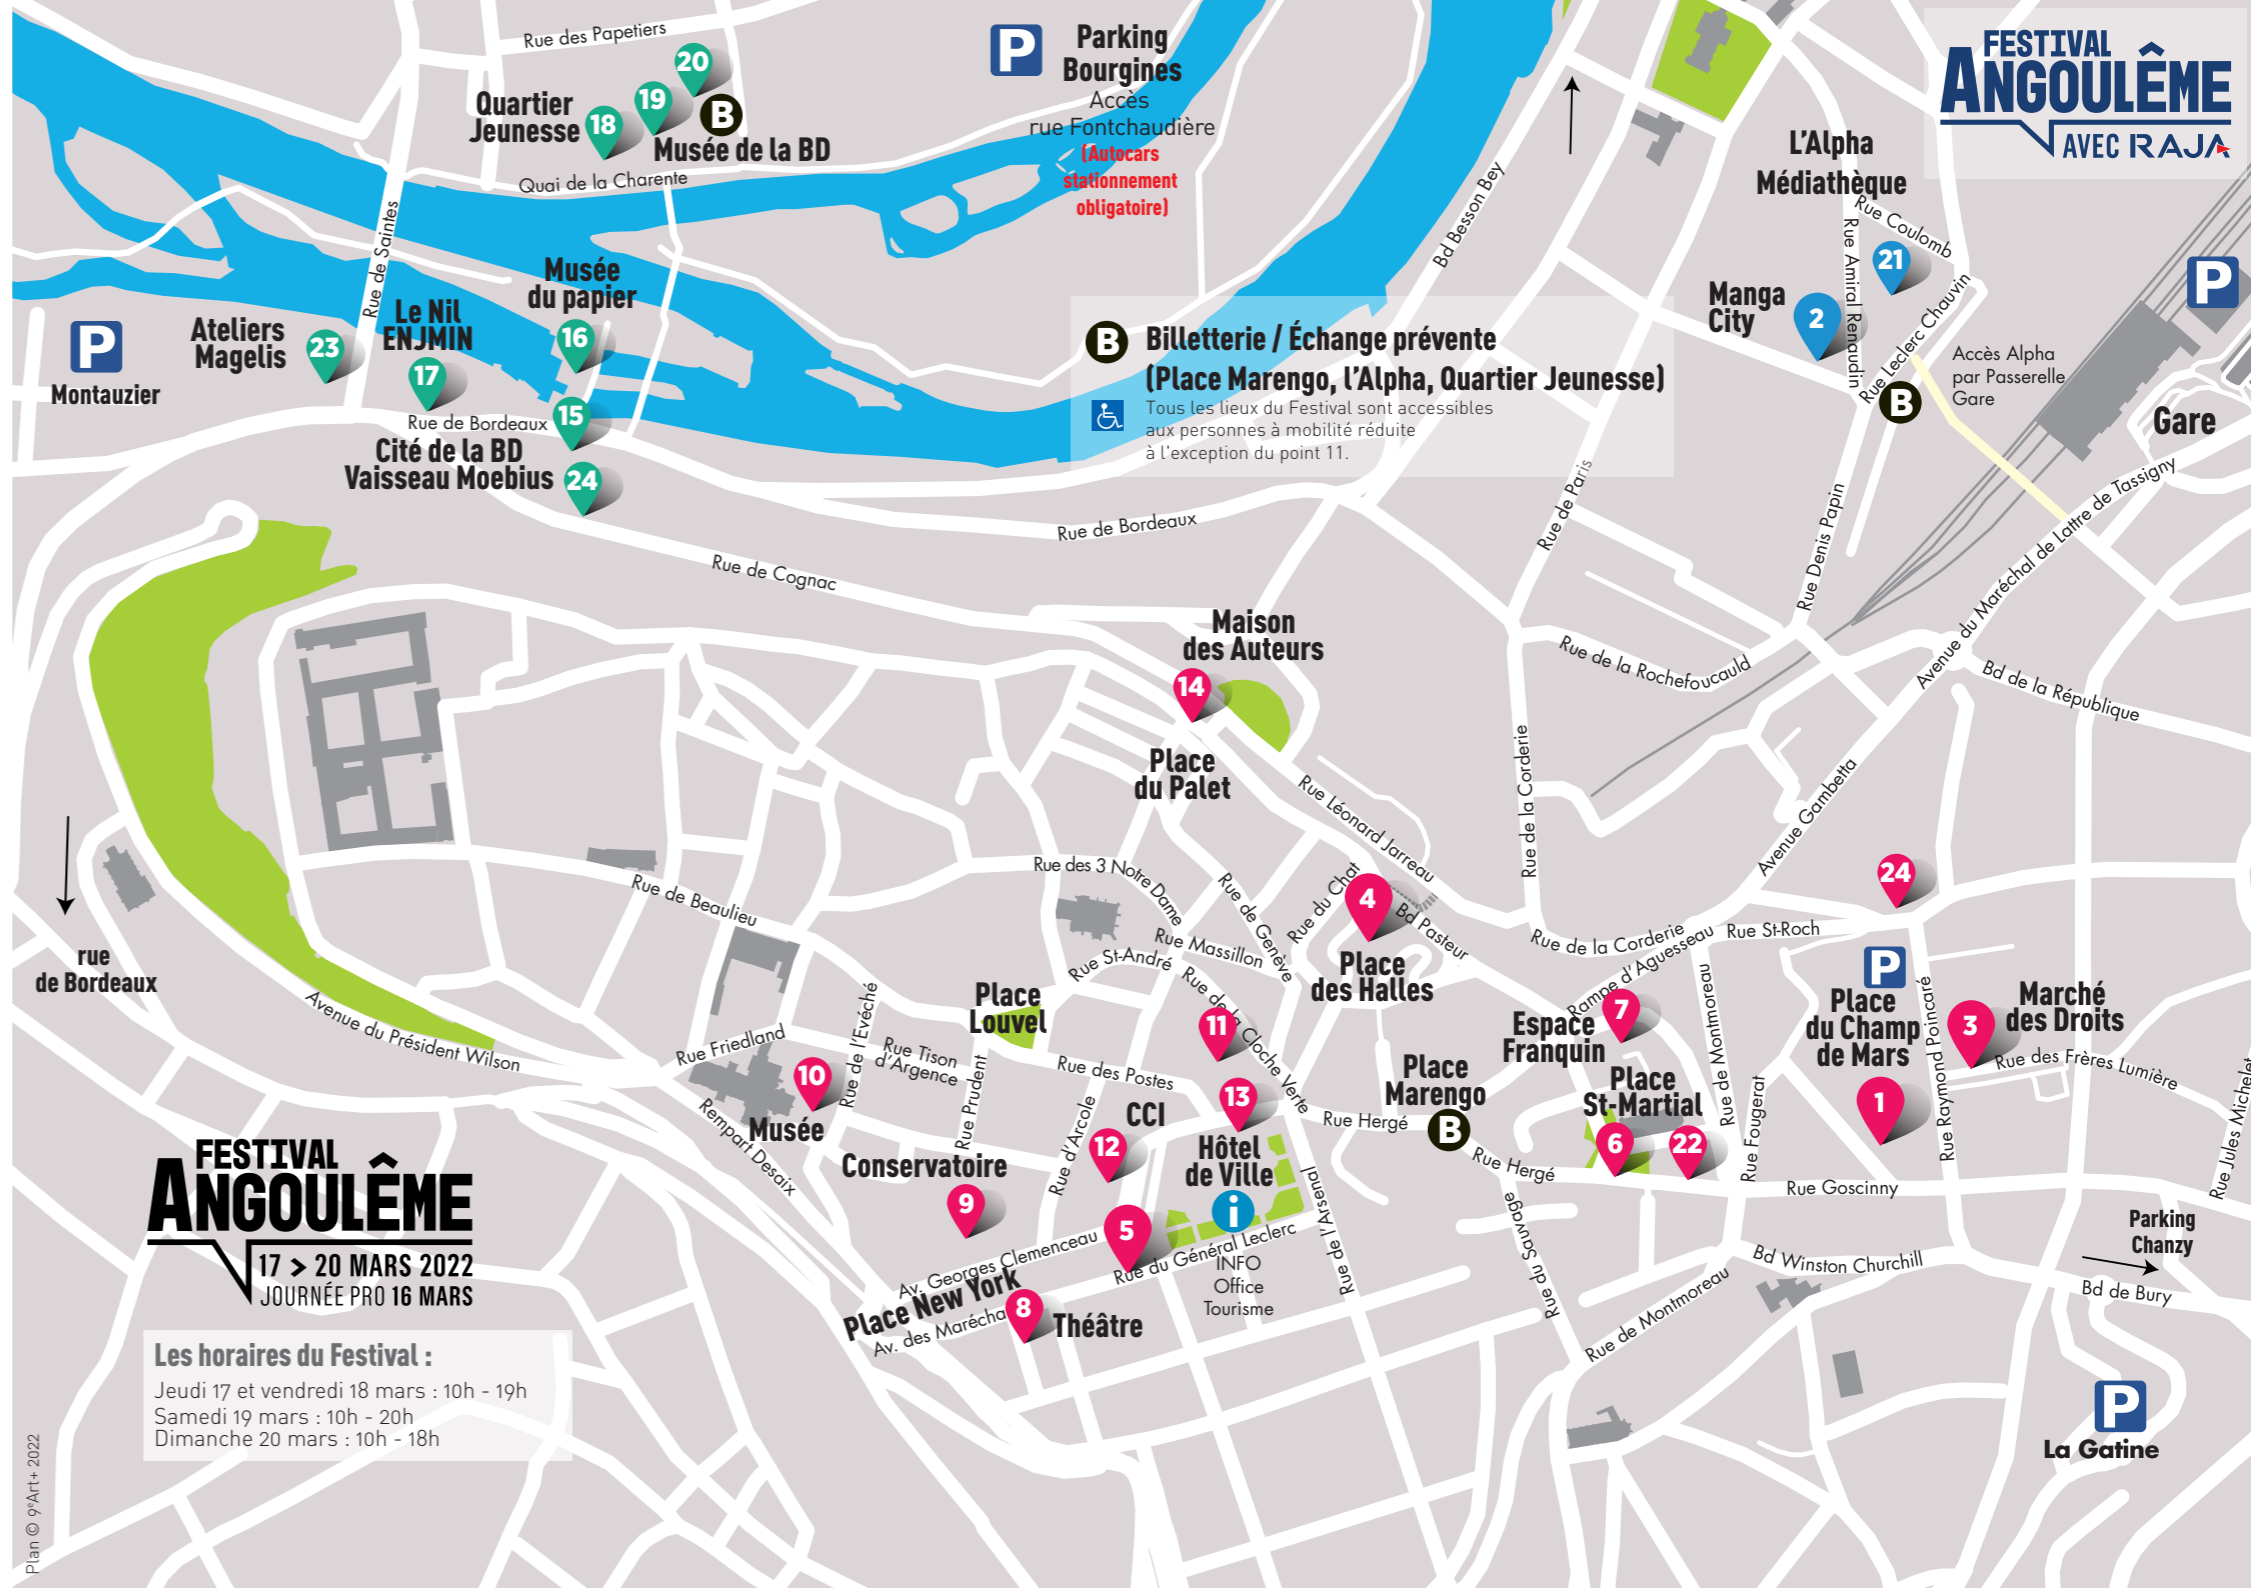 Rue des Papetiers
20
19
18
B
Quartier
Jeunesse
Musée de la BD
Quai de la Charente
P
Parking
Bourgines
Accès
rue Fontchaudière
(Autocars
stationnement
obligatoire)
FESTIVAL
ANGOULÊME
AVEC RAJA
L'Alpha
Médiathèque
Rue Coulomb
Rue Amiral Renaudin
21
Manga
City
2
Rue Leclerc Chauvin
B
Accès Alpha
par Passerelle
Gare
P
Gare
Bd Besson Bey
Rue de Saintes
P
Montauzier
Ateliers
Magelis
23
Le Nil
ENJMIN
17
Musée
du papier
16
Rue de Bordeaux
15
Cité de la BD
Vaisseau Moebius
24
B
Billetterie / Échange prévente
(Place Marengo, l'Alpha, Quartier Jeunesse)
Tous les lieux du Festival sont accessibles
aux personnes à mobilité réduite
à l'exception du point 11.
Rue de Bordeaux
Rue de Cognac
Rue de Paris
Rue Denis Papin
Avenue du Maréchal de Lattre de Tassigny
Rue de la Rochefoucauld
Bd de la République
Maison
des Auteurs
14
Place
du Palet
Rue Léonard Jarreau
Rue de la Corderie
Avenue Gambetta
24
rue
de Bordeaux
Rue de Beaulieu
Rue des 3 Notre Dame
Rue de Genève
Rue du Chat
4
Bd Pasteur
Place
des Halles
Rue Massillon
Rue St-André
Rue de la Cloche Verte
11
Rue de la Corderie
Rampe d'Aguesseau
Rue St-Roch
7
Espace
Franquin
Rue de Montmoreau
P
Place
du Champ
de Mars
1
Rue Raymond Poincaré
3
Marché
des Droits
Rue des Frères Lumière
Rue Jules Michelet
Avenue du Président Wilson
Rue Friedland
10
Musée
Rue de l'Evéché
Rue Tison
d'Argence
Place
Louvel
Rue Prudent
Rue des Postes
Rue d'Arcole
CCI
12
13
Hôtel
de Ville
i
INFO
Office
Tourisme
Rue Hergé
Place
Marengo
B
Rue Hergé
Place
St-Martial
6
22
Rue Fougerat
Rue Goscinny
Rempart Desaix
Conservatoire
9
5
Av. Georges Clemenceau
Rue du Général Leclerc
Rue de l'Arsenal
Rue du Sauvage
Place New York
Av. des Marécha
8
Théâtre
Rue de Montmoreau
Bd Winston Churchill
Parking
Chanzy
Bd de Bury
P
La Gatine
FESTIVAL
ANGOULÊME
17 > 20 MARS 2022
JOURNÉE PRO 16 MARS
Les horaires du Festival :
Jeudi 17 et vendredi 18 mars : 10h - 19h
Samedi 19 mars : 10h - 20h
Dimanche 20 mars : 10h - 18h
Plan © 9eArt+ 2022